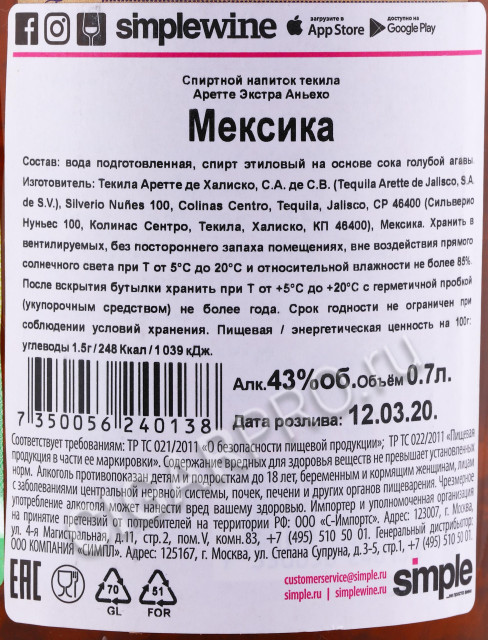 simplewine загрузите в App Store доступно на Google Play
Спиртной напиток текила
Аретте Экстра Аньехо
Мексика
Состав: вода подготовленная, спирт этиловый на основе сока голубой агавы.
Изготовитель: Текила Аретте де Халиско, С.А. де С.В. (Tequila Arette de Jalisco, S.A.
de S.V.), Silverio Nuñes 100, Colinas Centro, Tequila, Jalisco, CP 46400 (Сильверио
Нуньес 100, Колинас Сентро, Текила, Халиско, КП 46400), Мексика. Хранить в
вентилируемых, без постороннего запаха помещениях, вне воздействия прямого
солнечного света при T от 5°C до 20°C и относительной влажности не более 85%.
После вскрытия бутылки хранить при T от +5°C до +20°C с герметичной пробкой
(укупорочным средством) не более года. Срок годности не ограничен при
соблюдении условий хранения. Пищевая / энергетическая ценность на 100г:
углеводы 1.5г/ 248 Ккал / 1 039 кДж.
Алк. 43%об. Объём 0.7л.
7 350056 240138
Дата розлива: 12.03.20.
Соответствует требованиям: ТР ТС 021/2011 «О безопасности пищевой продукции»; ТР ТС 022/2011 «Пищевая
продукция в части ее маркировки». Содержание вредных для здоровья веществ не превышает установленных
норм. Алкоголь противопоказан детям и подросткам до 18 лет, беременным и кормящим женщинам, лицам
с заболеваниями центральной нервной системы, почек, печени и других органов пищеварения. Чрезмерное
употребление алкоголя может нанести вред вашему здоровью. Импортер и уполномоченная организация
на принятие претензий от потребителей на территории РФ: ООО «С-Импортс». Адрес: 123007, г. Москва,
ул. 4-я Магистральная, д.11, стр.2, пом.V, комн.83, +7 (495) 510 50 01. Генеральный дистрибьютор:
ООО КОМПАНИЯ «СИМПЛ». Адрес: 125167, г. Москва, ул. Степана Супруна, д.3-5, стр.1, +7 (495) 510 50 01.
EAC
70
GL
51
FOR
customerservice@simple.ru
simple.ru | simplewine.ru
simple